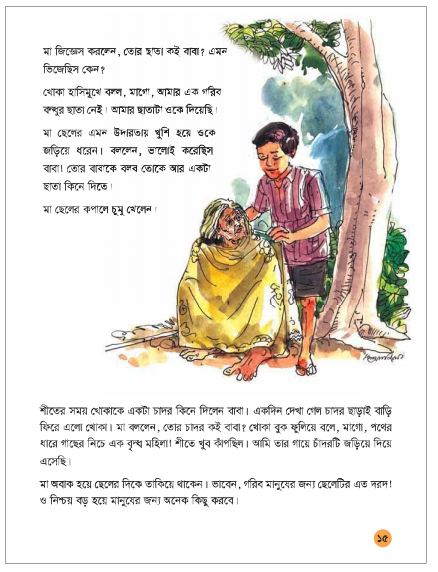 মা জিজ্ঞেস করলেন, তোর ছাতা কই বাবা? এমন
ভিজেছিস কেন?
খোকা হাসিমুখে বলল, মাগো, আমার এক গরিব
বন্ধুর ছাতা নেই। আমার ছাতাটা ওকে দিয়েছি।
মা ছেলের এমন উদারতায় খুশি হয়ে ওকে
জড়িয়ে ধরেন। বললেন, ভালোই করেছিস
বাবা। তোর বাবাকে বলব তোকে আর একটা
ছাতা কিনে দিতে।
মা ছেলের কপালে চুমু খেলেন।
শীতের সময় খোকাকে একটা চাদর কিনে দিলেন বাবা। একদিন দেখা গেল চাদর ছাড়াই বাড়ি
ফিরে এলো খোকা। মা বললেন, তোর চাদর কই বাবা? খোকা বুক ফুলিয়ে বলে, মাগো, পথের
ধারে গাছের নিচে এক বৃদ্ধ মহিলা! শীতে খুব কাঁপছিল। আমি তার গায়ে চাঁদরটি জড়িয়ে দিয়ে
এসেছি।
মা অবাক হয়ে ছেলের দিকে তাকিয়ে থাকেন। ভাবেন, গরিব মানুষের জন্য ছেলেটির এত দরদ!
ও নিশ্চয় বড় হয়ে মানুষের জন্য অনেক কিছু করবে।
১৫